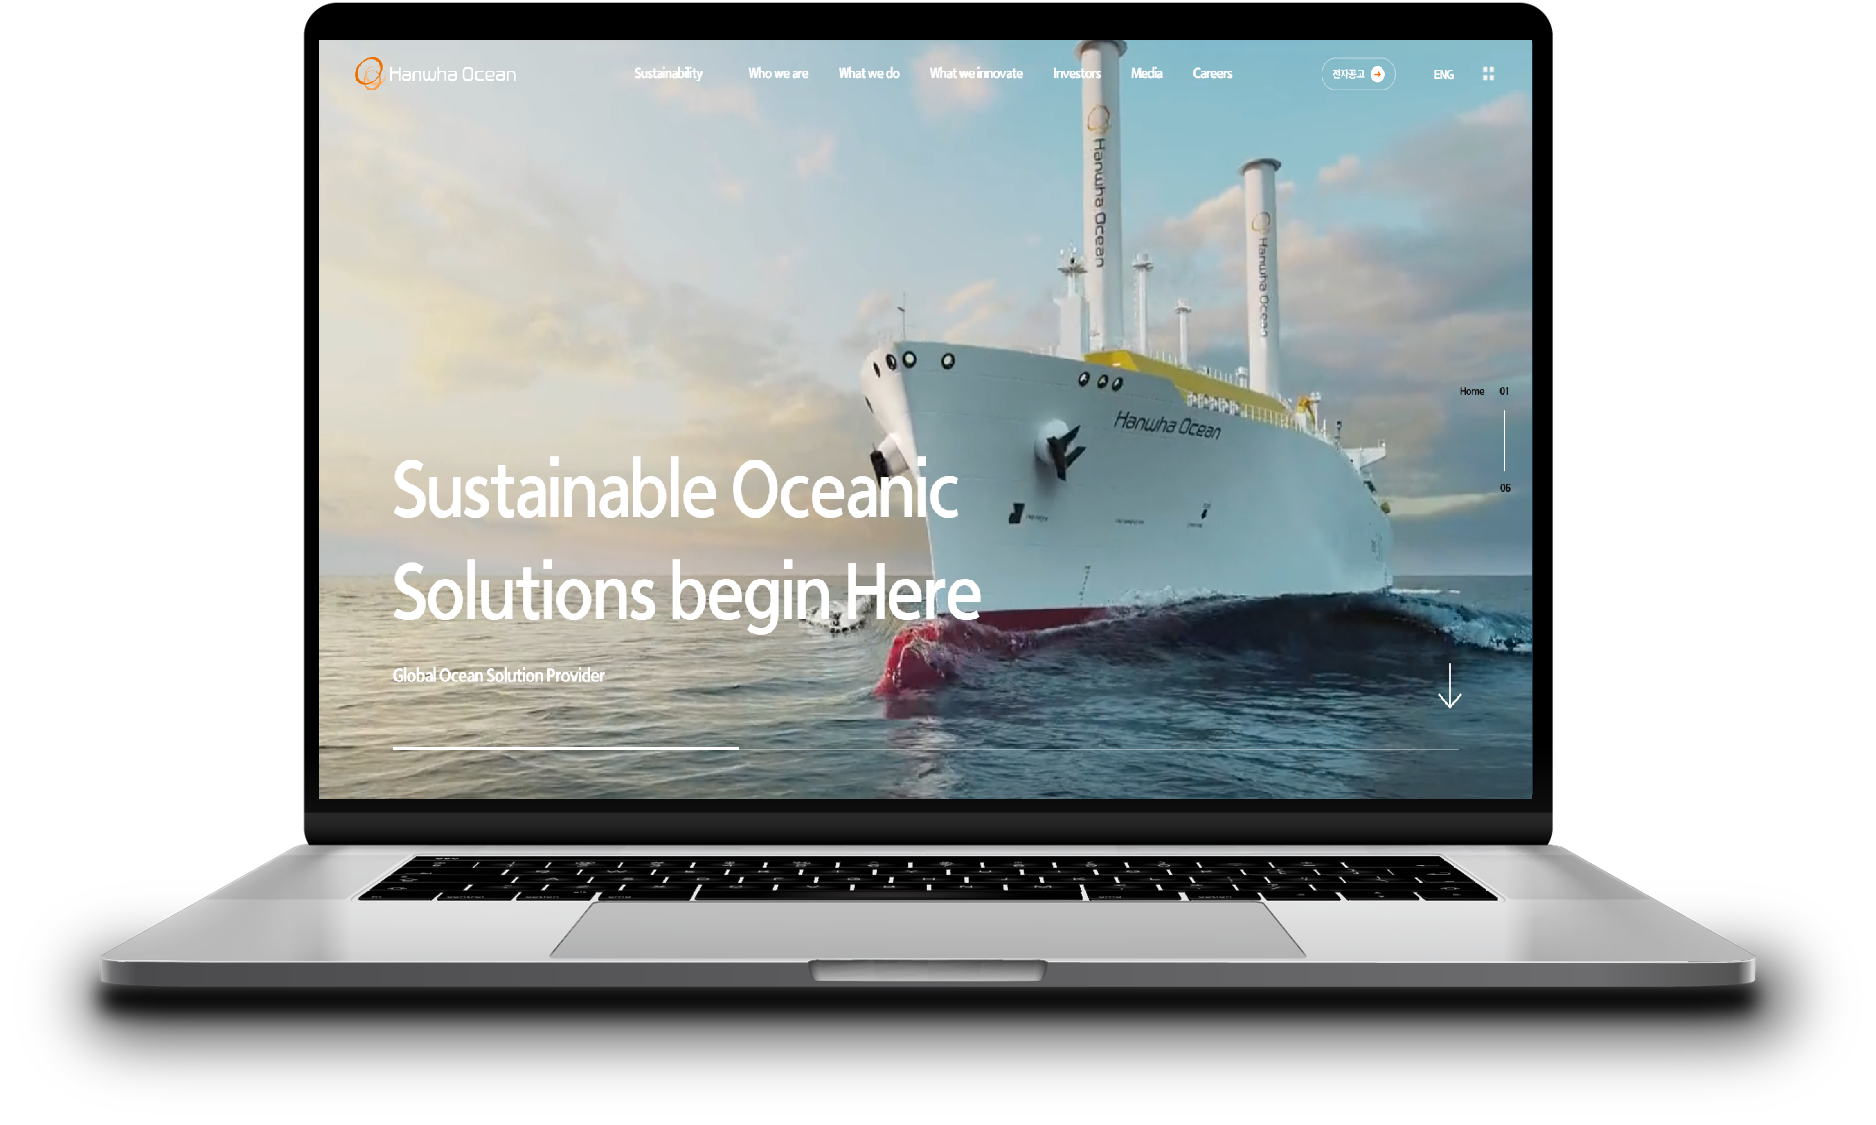 Hanwha Ocean
Sustainability Who we are What we do What we innovate Investors Media Careers 전자공고 ENG
Hanwha Ocean
Hanwha Ocean
Home 01
Hanwha Ocean
05
Sustainable Oceanic
Solutions begin Here
Global Ocean Solution Provider